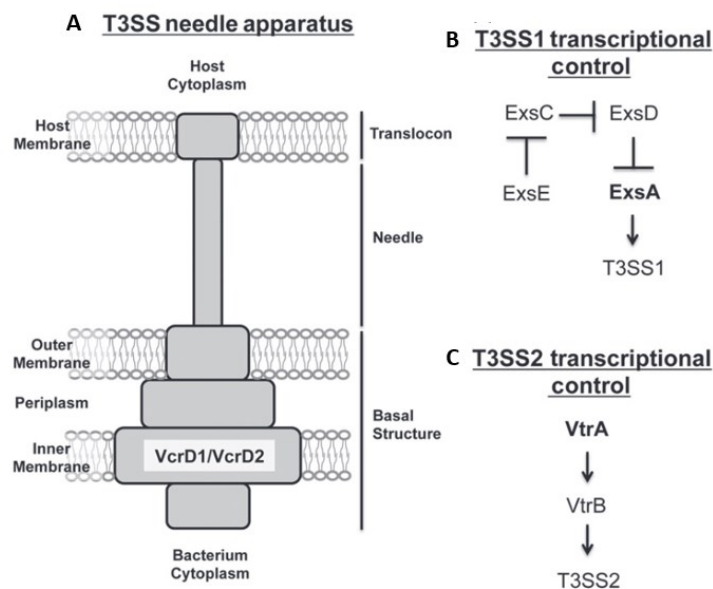 A T3SS needle apparatus
Host
Cytoplasm
Host
Membrane
Translocon
Needle
Outer
Membrane
Periplasm
Basal
Structure
Inner
Membrane
VcrD1/VcrD2
Bacterium
Cytoplasm
B T3SS1 transcriptional
control
ExsC ExsD
ExsE ExsA
T3SS1
C T3SS2 transcriptional
control
VtrA
VtrB
T3SS2